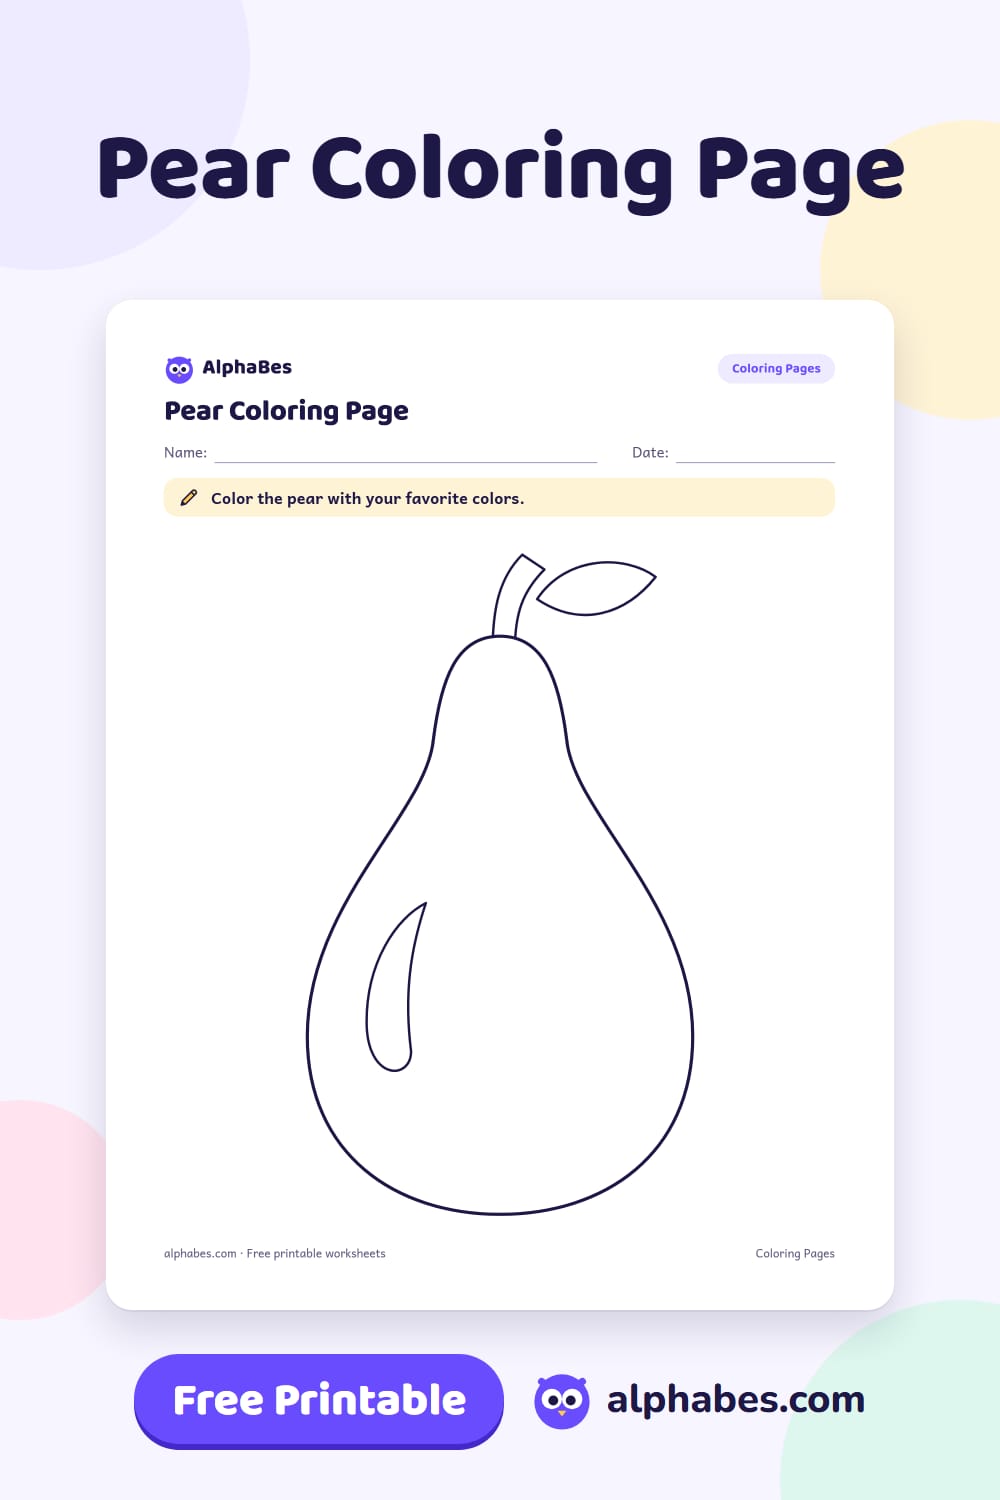 Pear Coloring Page
AlphaBes
Coloring Pages
Pear Coloring Page
Name:
Date:
Color the pear with your favorite colors.
alphabes.com · Free printable worksheets
Coloring Pages
Free Printable
alphabes.com